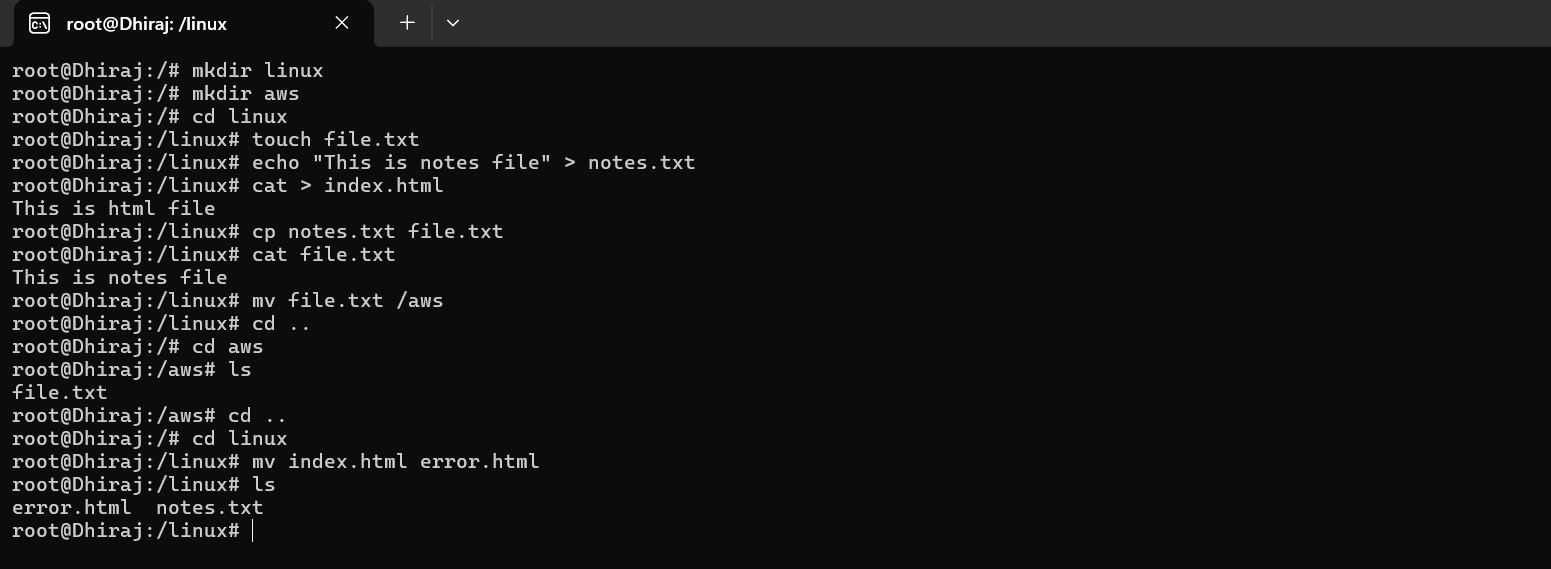 root@Dhiraj: /linux
root@Dhiraj:/# mkdir linux
root@Dhiraj:/# mkdir aws
root@Dhiraj:/# cd linux
root@Dhiraj:/linux# touch file.txt
root@Dhiraj:/linux# echo "This is notes file" > notes.txt
root@Dhiraj:/linux# cat > index.html
This is html file
root@Dhiraj:/linux# cp notes.txt file.txt
root@Dhiraj:/linux# cat file.txt
This is notes file
root@Dhiraj:/linux# mv file.txt /aws
root@Dhiraj:/linux# cd ..
root@Dhiraj:/# cd aws
root@Dhiraj:/aws# ls
file.txt
root@Dhiraj:/aws# cd ..
root@Dhiraj:/# cd linux
root@Dhiraj:/linux# mv index.html error.html
root@Dhiraj:/linux# ls
error.html  notes.txt
root@Dhiraj:/linux#